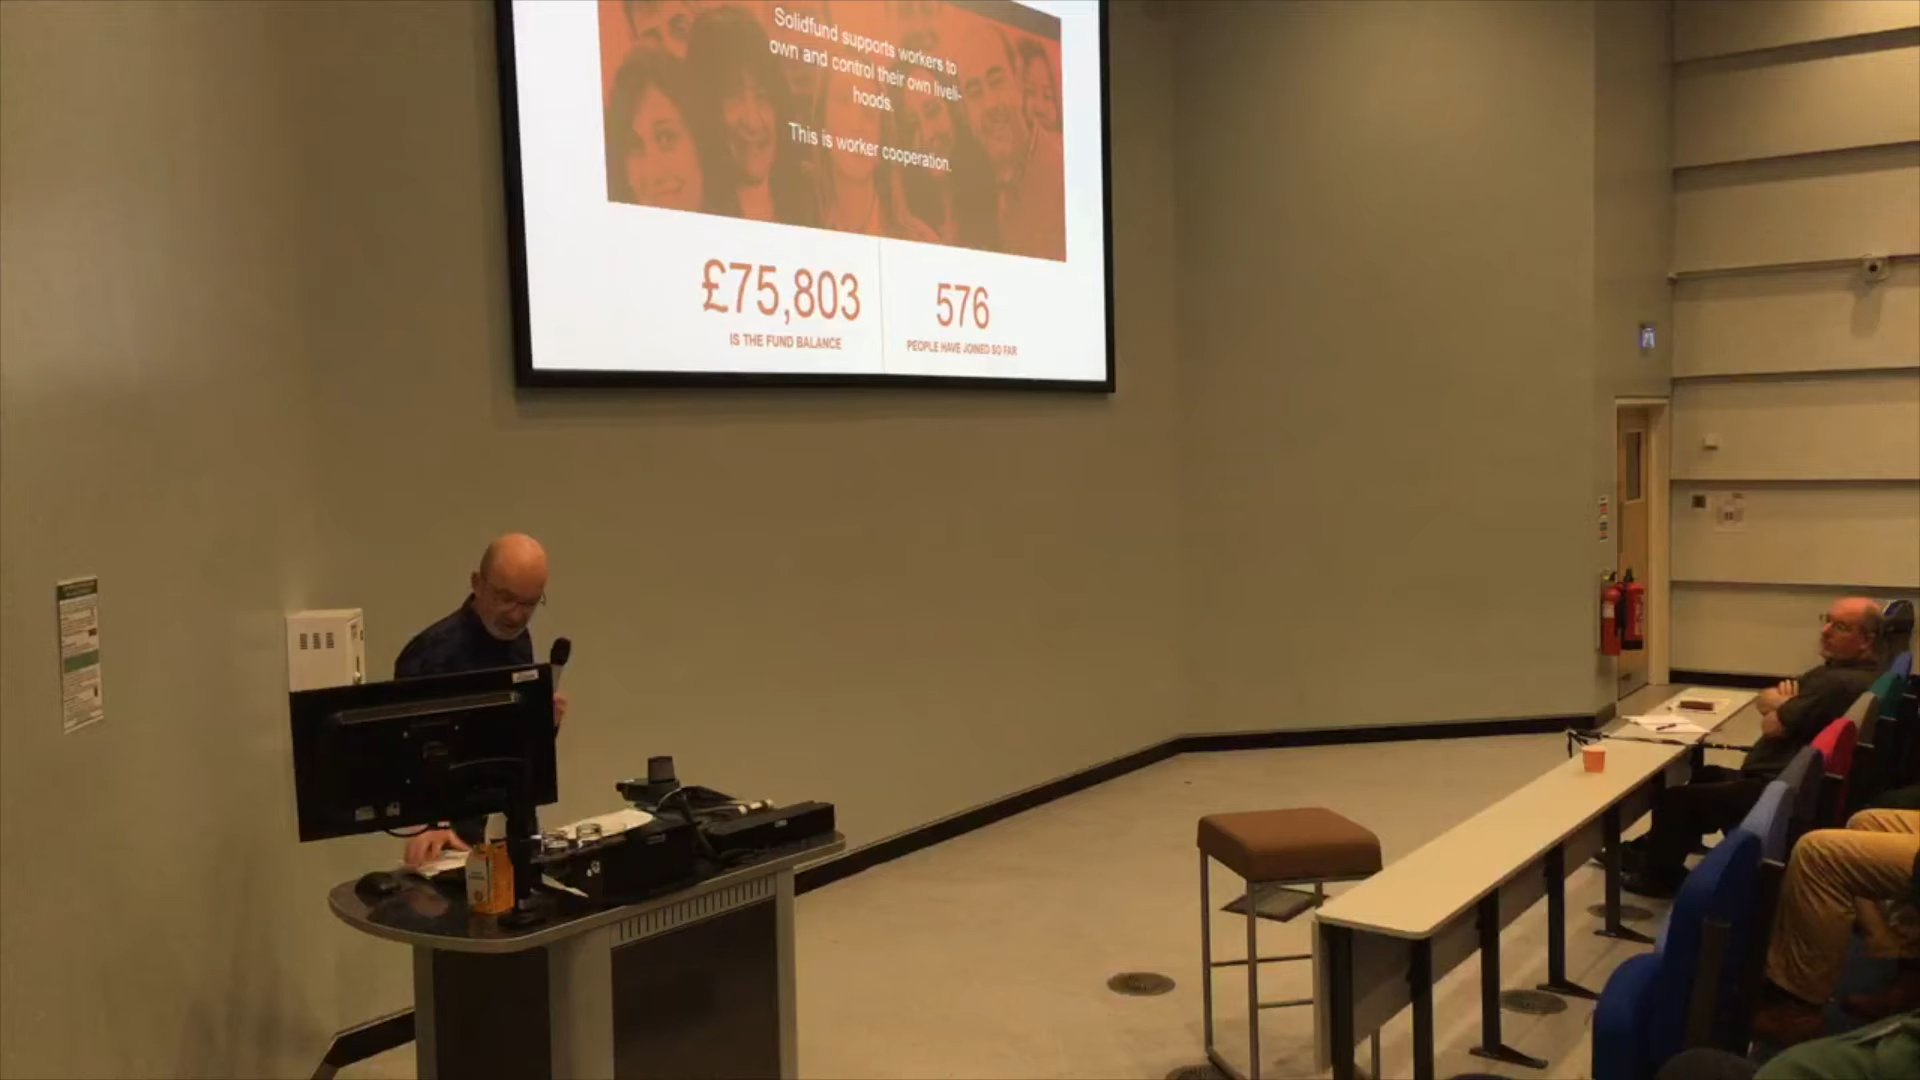 Solidfund supports workers to
own and control their own liveli-
hoods.
This is worker cooperation.
£75,803
IS THE FUND BALANCE
576
PEOPLE HAVE JOINED SO FAR